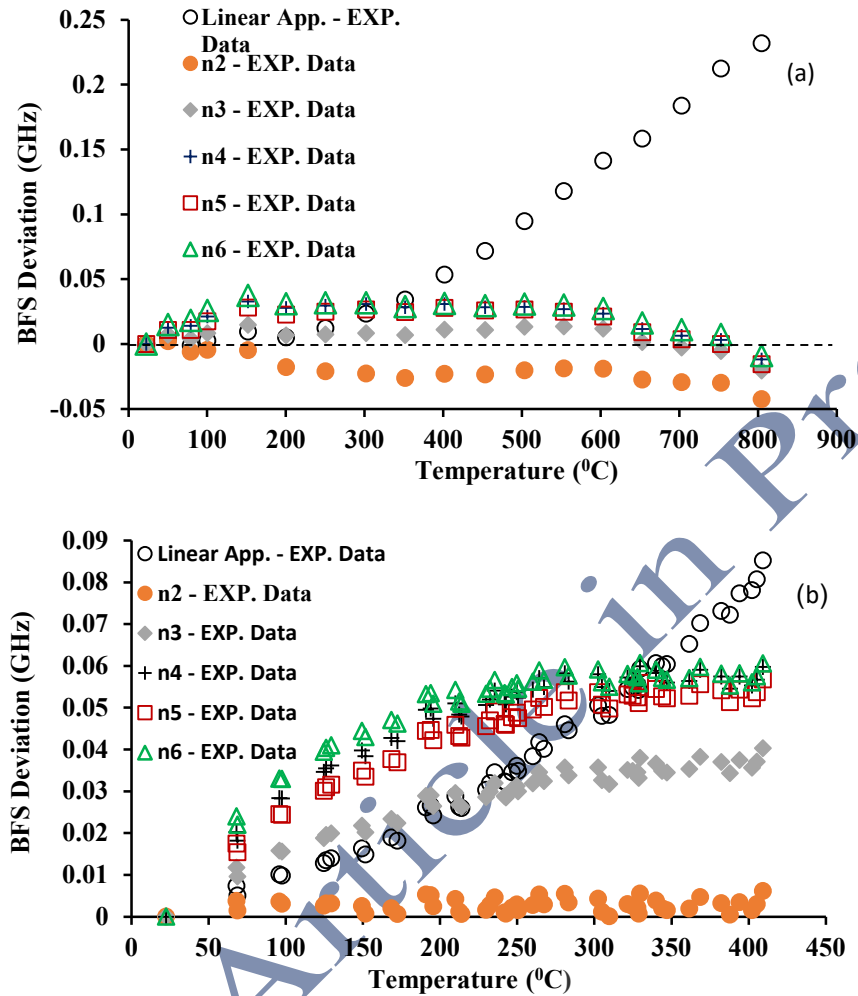 0.25
0.2
0.15
0.1
0.05
0
-0.05
BFS Deviation (GHz)
Linear App. - EXP.
Data
n2 - EXP. Data
n3 - EXP. Data
n4 - EXP. Data
n5 - EXP. Data
n6 - EXP. Data
(a)
0 100 200 300 400 500 600 700 800 900
Temperature (⁰C)
0.09
0.08
0.07
0.06
0.05
0.04
0.03
0.02
0.01
0
BFS Deviation (GHz)
Linear App. - EXP. Data
n2 - EXP. Data
n3 - EXP. Data
n4 - EXP. Data
n5 - EXP. Data
n6 - EXP. Data
(b)
0 50 100 150 200 250 300 350 400 450
Temperature (⁰C)
Article in Pr